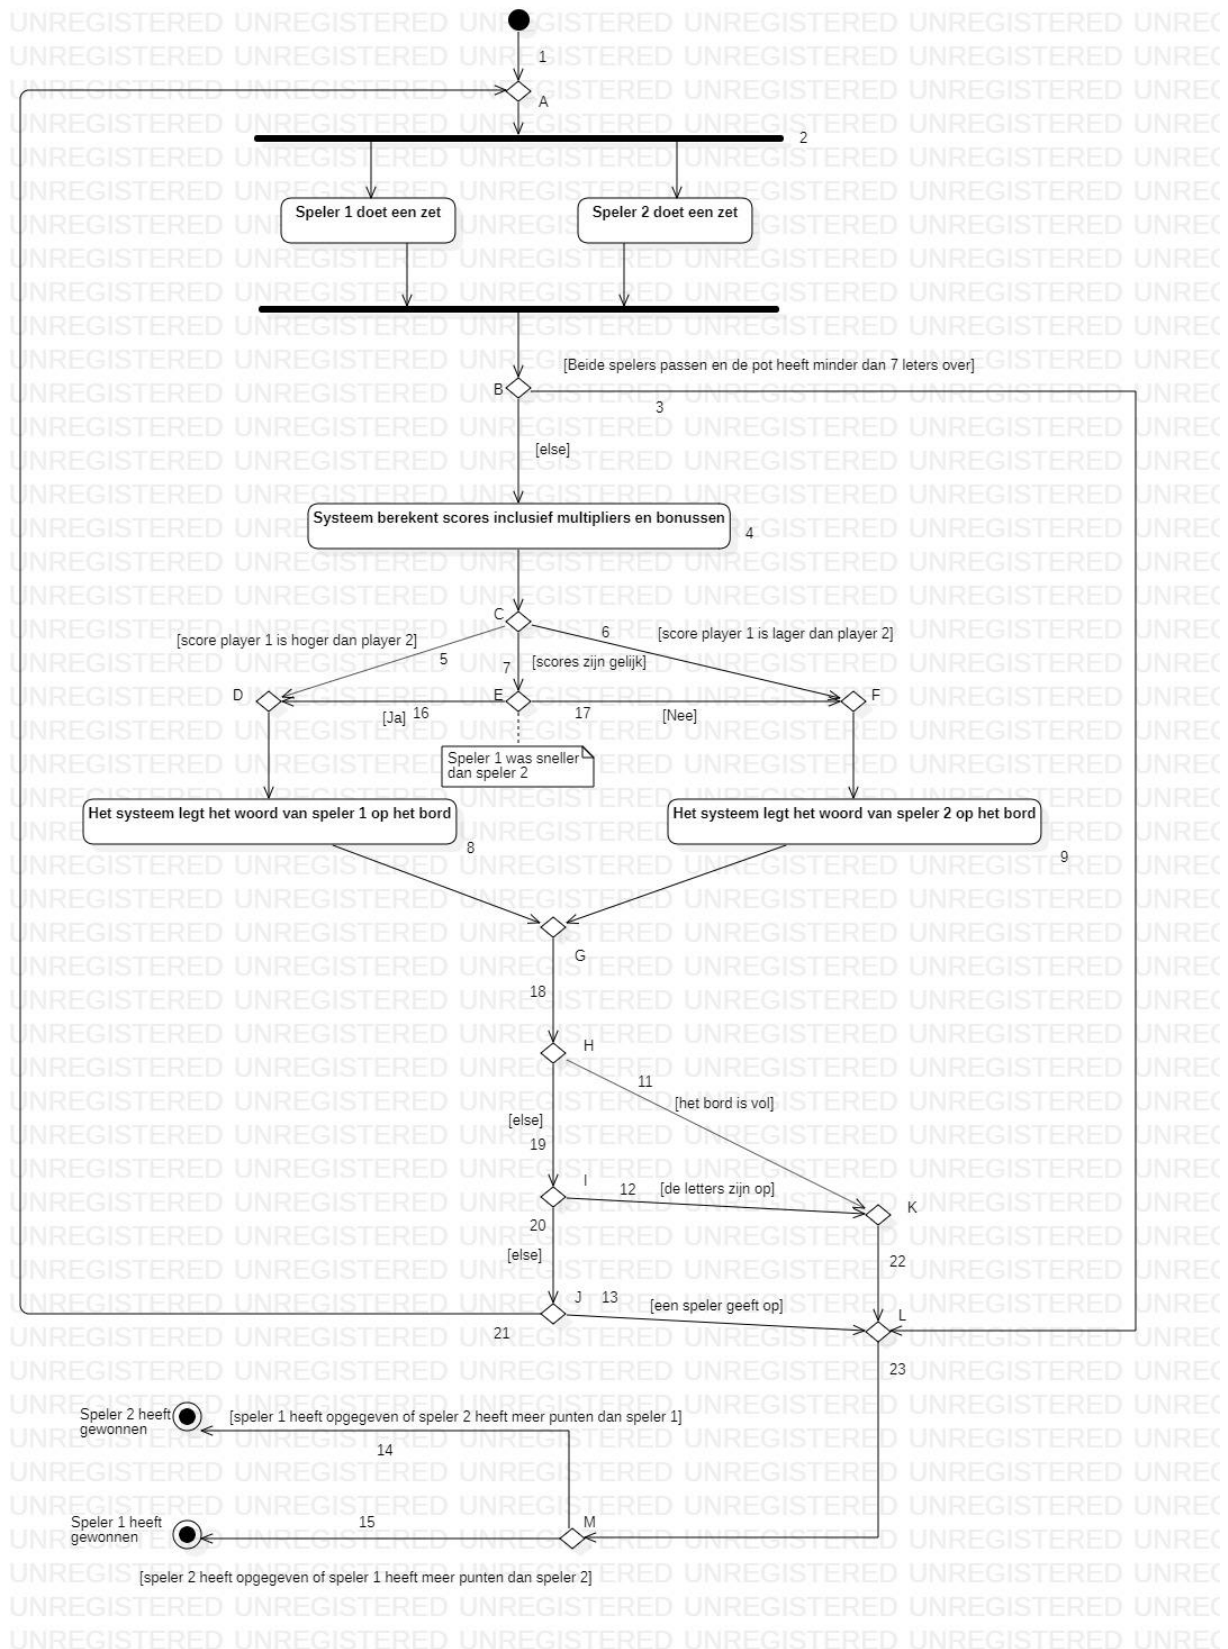 1
A
2
Speler 1 doet een zet
Speler 2 doet een zet
[Beide spelers passen en de pot heeft minder dan 7 leters over]
B
3
[else]
Systeem berekent scores inclusief multipliers en bonussen
4
C
6
[score player 1 is lager dan player 2]
[score player 1 is hoger dan player 2]
5
7
[scores zijn gelijk]
D
E
F
[Ja]
16
17
[Nee]
Speler 1 was sneller
dan speler 2
Het systeem legt het woord van speler 1 op het bord
Het systeem legt het woord van speler 2 op het bord
8
9
G
18
H
11
[het bord is vol]
[else]
19
I
12
[de letters zijn op]
K
20
[else]
22
J
13
[een speler geeft op]
L
21
23
Speler 2 heeft
gewonnen
[speler 1 heeft opgegeven of speler 2 heeft meer punten dan speler 1]
14
Speler 1 heeft
gewonnen
15
M
[speler 2 heeft opgegeven of speler 1 heeft meer punten dan speler 2]
UNREGISTERED UNREGISTERED UNREGISTERED UNREGISTERED UNREGISTERED